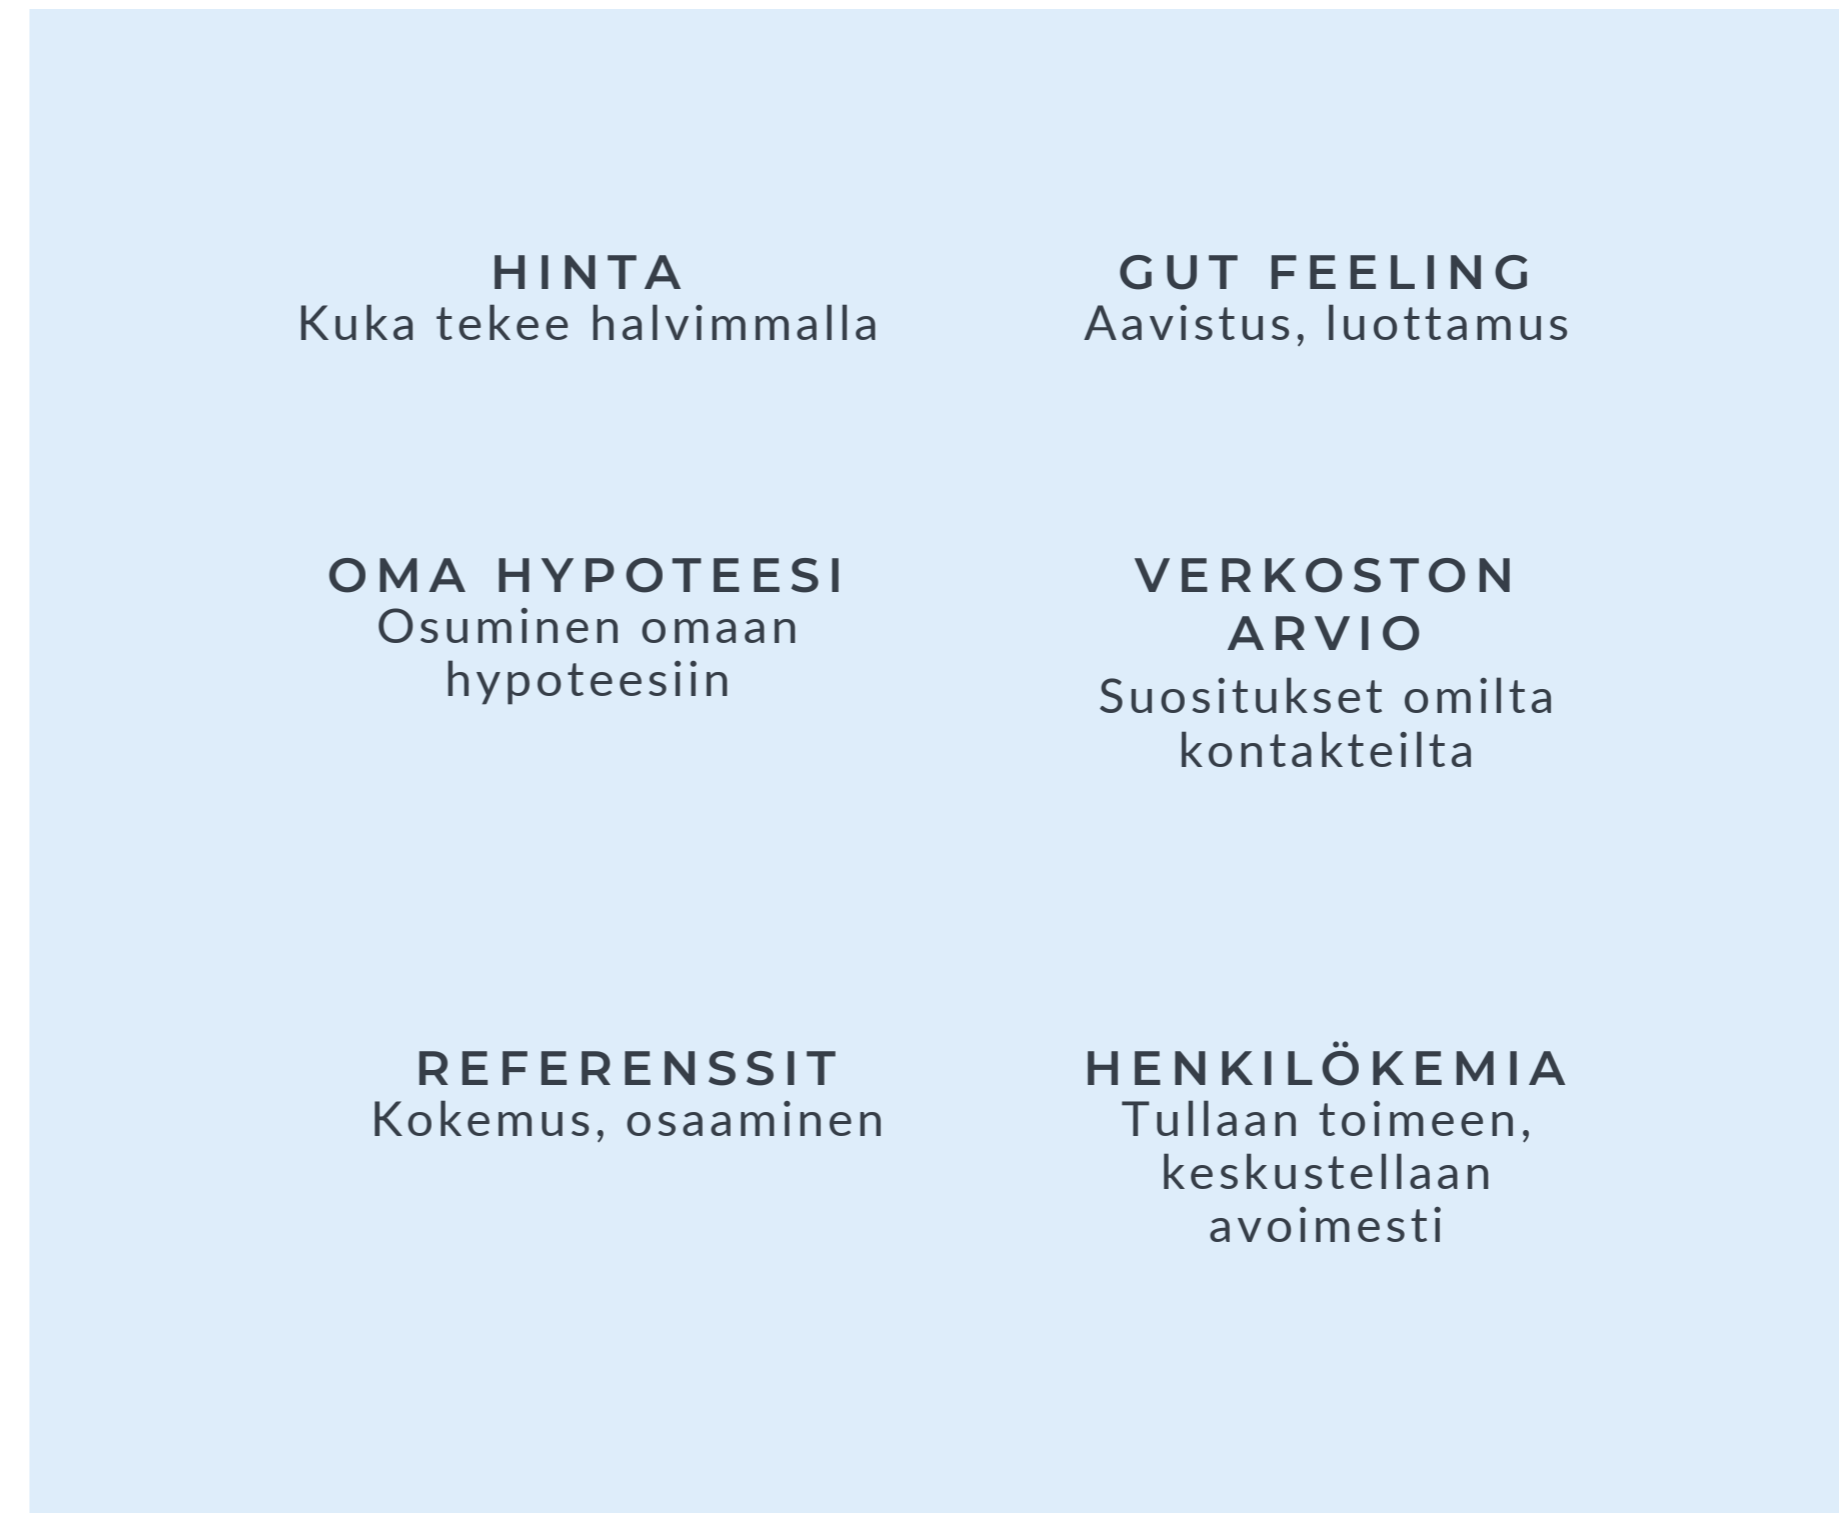 HINTA
Kuka tekee halvimmalla
GUT FEELING
Aavistus, luottamus
OMA HYPOTEESI
Osuminen omaan
hypoteesiin
VERKOSTON
ARVIO
Suositukset omilta
kontakteilta
REFERENSSIT
Kokemus, osaaminen
HENKILÖKEMIA
Tullaan toimeen,
keskustellaan
avoimesti